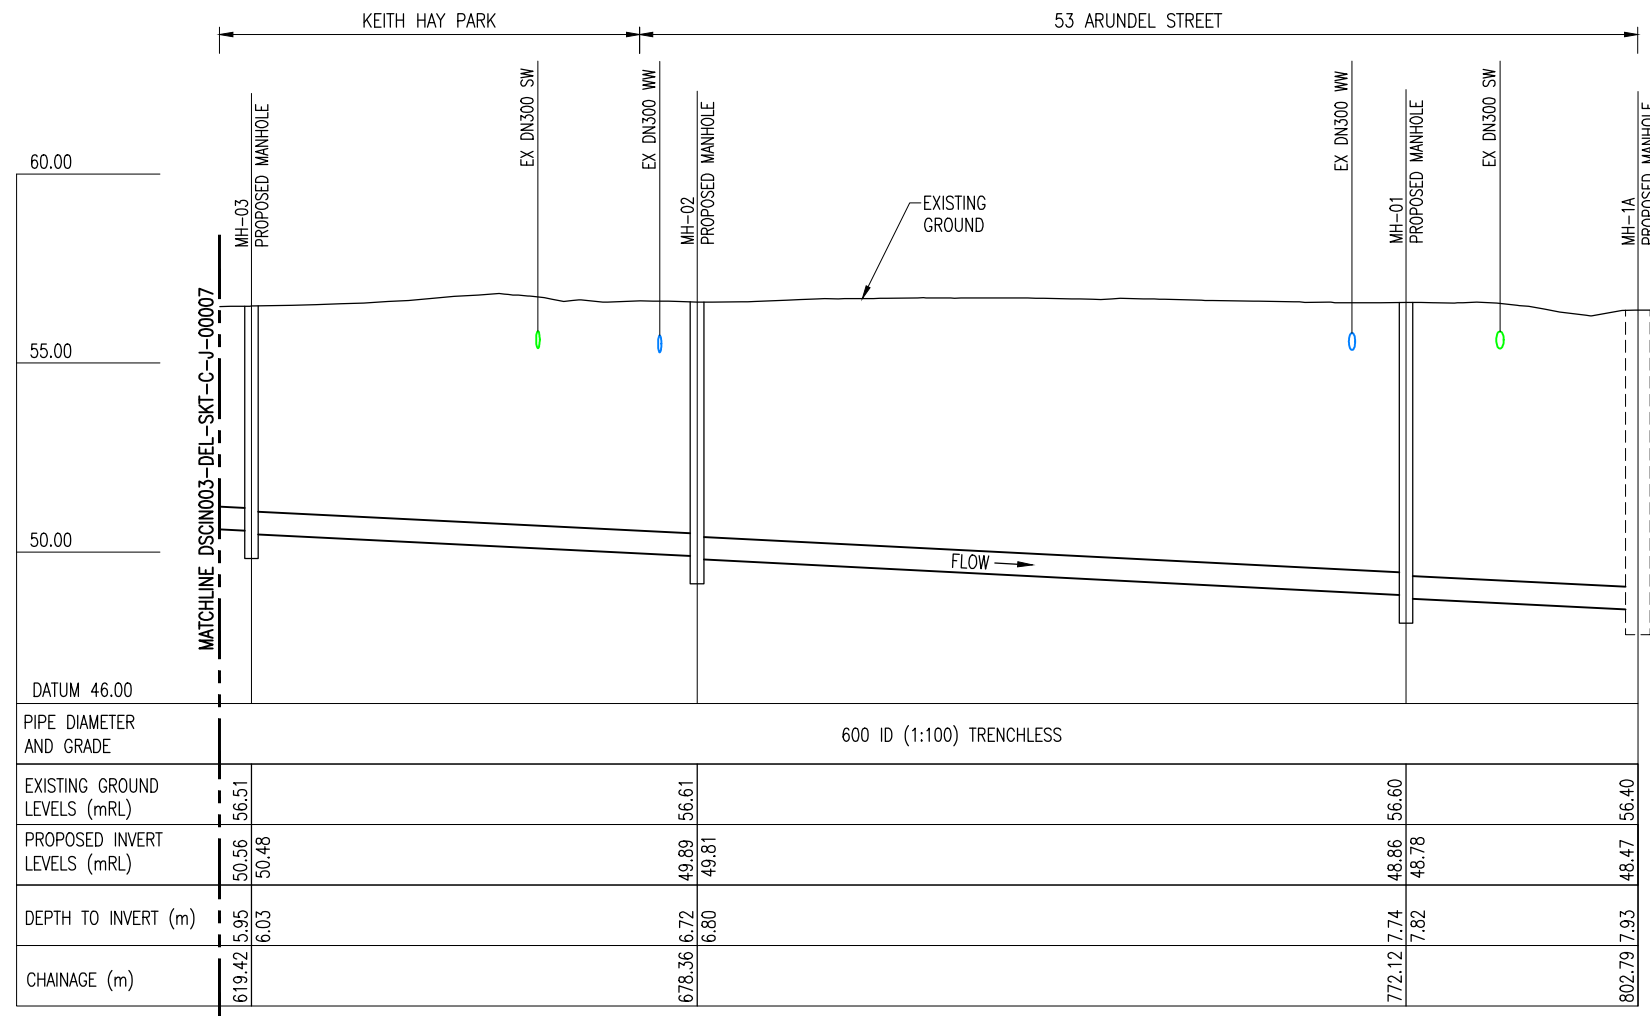 KEITH HAY PARK
53 ARUNDEL STREET
MH-03
PROPOSED MANHOLE
EX DN300 SW
EX DN300 WW
MH-02
PROPOSED MANHOLE
EX DN300 WW
MH-01
PROPOSED MANHOLE
EX DN300 SW
MH-1A
PROPOSED MANHOLE
60.00
EXISTING
GROUND
55.00
MATCHLINE DSCIN003-DEL-SKT-C-J-00007
50.00
FLOW
DATUM 46.00
PIPE DIAMETER
AND GRADE
600 ID (1:100) TRENCHLESS
EXISTING GROUND
LEVELS (mRL)
56.51
56.61
56.60
56.40
PROPOSED INVERT
LEVELS (mRL)
50.56
50.48
49.89
49.81
48.86
48.78
48.47
DEPTH TO INVERT (m)
5.95
6.03
6.72
6.80
7.74
7.82
7.93
CHAINAGE (m)
619.42
678.36
772.12
802.79